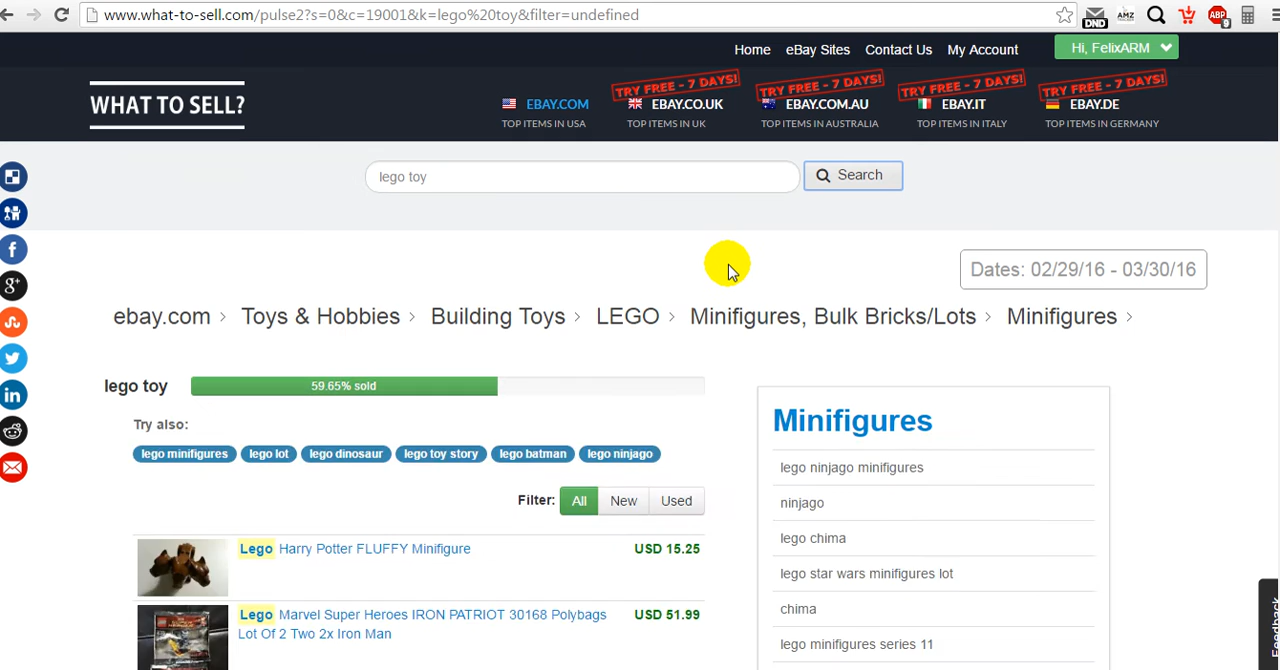 www.what-to-sell.com/pulse2?s=0&c=19001&k=lego%20toy&filter=undefined
DND
AMZ
ABP
Home eBay Sites Contact Us My Account Hi, FelixARM
WHAT TO SELL?
TRY FREE - 7 DAYS! TRY FREE - 7 DAYS! TRY FREE - 7 DAYS! TRY FREE - 7 DAYS!
EBAY.COM EBAY.CO.UK EBAY.COM.AU EBAY.IT EBAY.DE
TOP ITEMS IN USA TOP ITEMS IN UK TOP ITEMS IN AUSTRALIA TOP ITEMS IN ITALY TOP ITEMS IN GERMANY
lego toy Search
Dates: 02/29/16 - 03/30/16
ebay.com > Toys & Hobbies > Building Toys > LEGO > Minifigures, Bulk Bricks/Lots > Minifigures >
lego toy 59.65% sold
Try also:
lego minifigures lego lot lego dinosaur lego toy story lego batman lego ninjago
Filter: All New Used
Lego Harry Potter FLUFFY Minifigure USD 15.25
Lego Marvel Super Heroes IRON PATRIOT 30168 Polybags USD 51.99
Lot Of 2 Two 2x Iron Man
Minifigures
lego ninjago minifigures
ninjago
lego chima
lego star wars minifigures lot
chima
lego minifigures series 11
Feedback